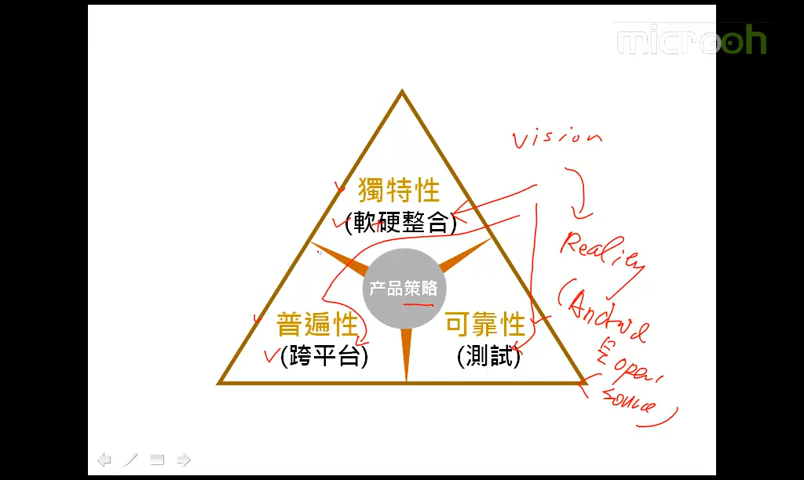 microoh
vision
獨特性
(軟硬整合)
Reality
产品策略
普遍性
可靠性
(Android
(跨平台)
(測試)
open
source)